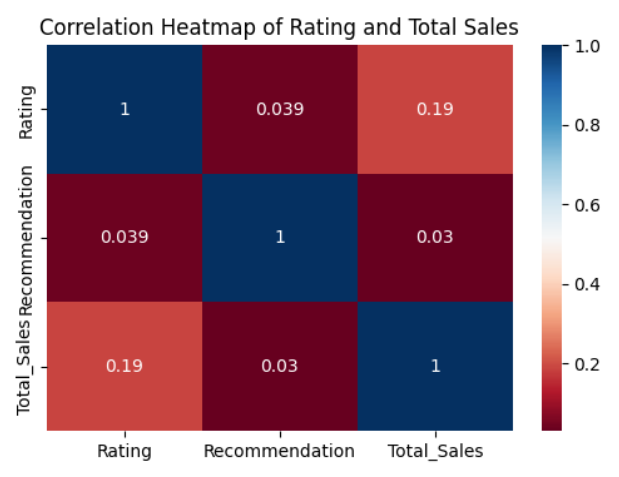 Correlation Heatmap of Rating and Total Sales
Rating
Recommendation
Total_Sales
1 0.039 0.19
0.039 1 0.03
0.19 0.03 1
Rating Recommendation Total_Sales
1.0
0.8
0.6
0.4
0.2